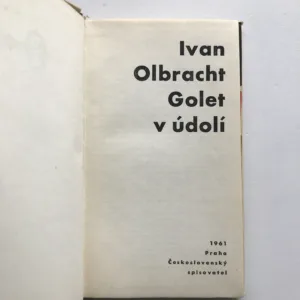 Ivan
Olbracht
Golet
v údolí
1961
Praha
Československý
spisovatel